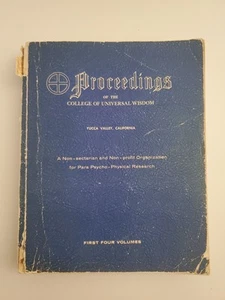 Proceedings
OF THE
COLLEGE OF UNIVERSAL WISDOM
YUCCA VALLEY, CALIFORNIA
A Non-sectarian and Non-profit Organization
for Para Psycho-Physical Research
FIRST FOUR VOLUMES